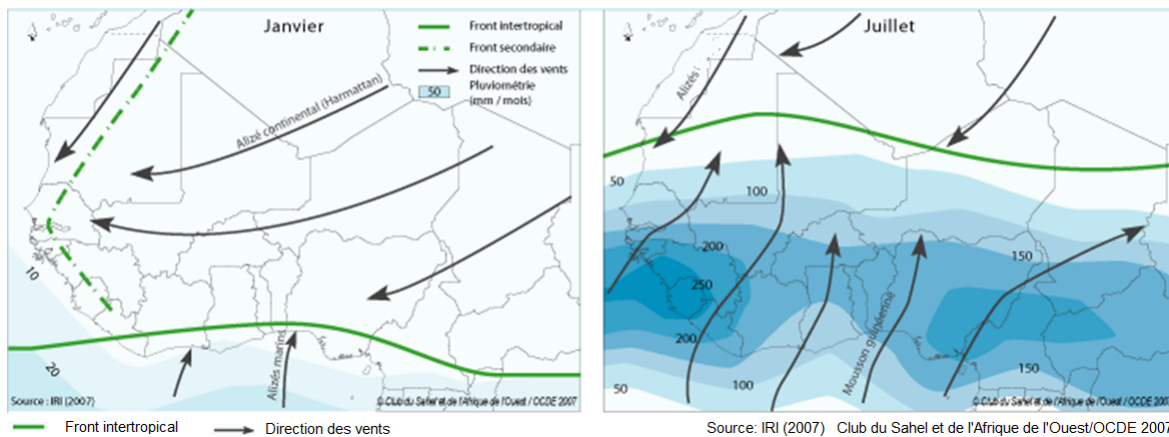 Janvier
Front intertropical
Front secondaire
Direction des vents
50
Pluviométrie
(mm / mois)
Alizé continental (Harmattan)
10
20
Alizés marins
Source : IRI (2007)
© Club du Sahel et de l'Afrique de l'Ouest / OCDE 2007
Juillet
Alizés
50
100
200
150
250
200
150
100
50
Mousson guinéenne
© Club du Sahel et de l'Afrique de l'Ouest / OCDE 2007
Front intertropical
Direction des vents
Source: IRI (2007) Club du Sahel et de l'Afrique de l'Ouest/OCDE 2007